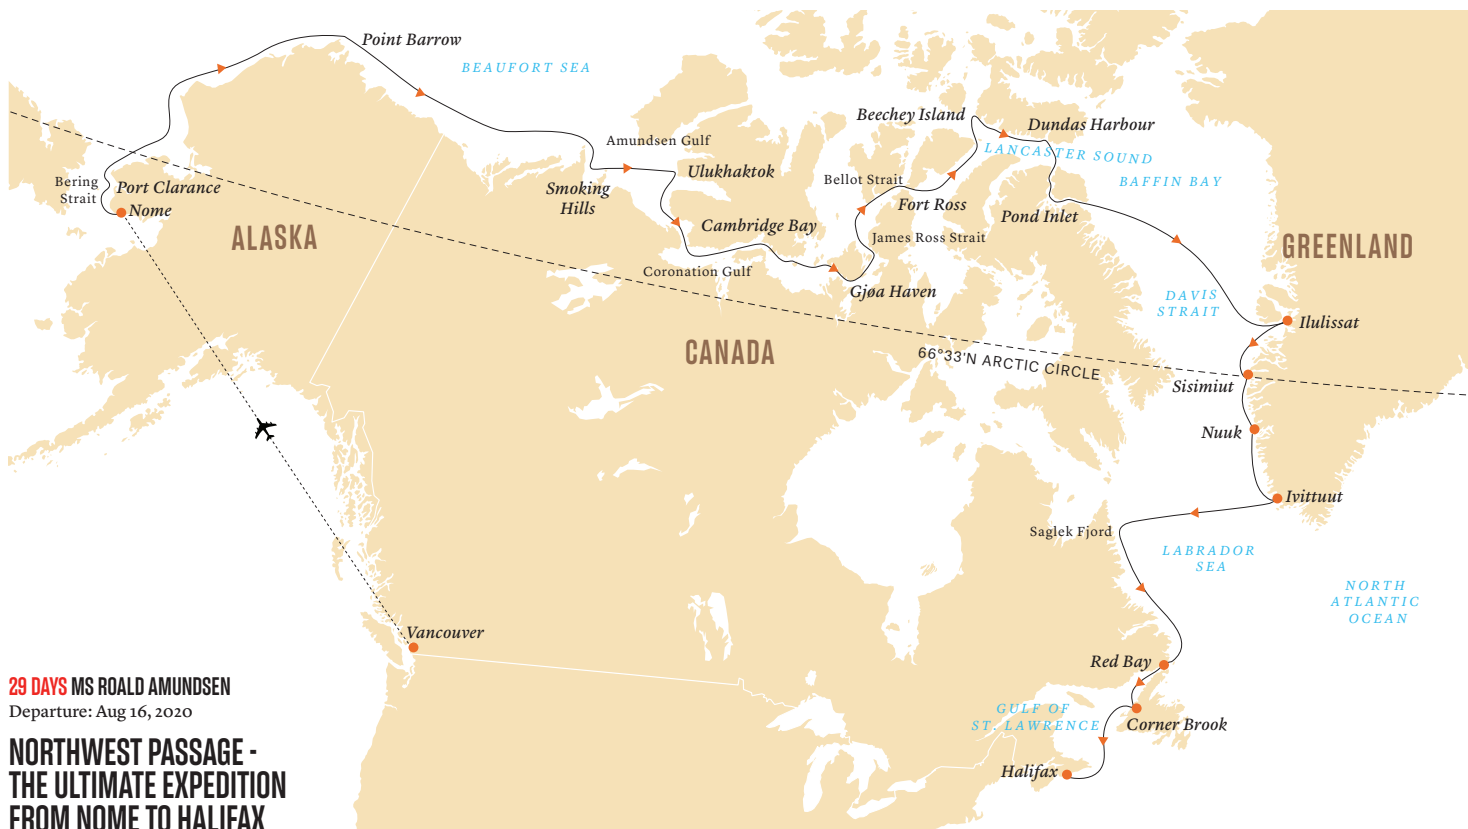 Point Barrow
BEAUFORT SEA
Beechey Island
Dundas Harbour
Amundsen Gulf
LANCASTER SOUND
Ulukhaktok
Bellot Strait
BAFFIN BAY
Bering
Strait
Port Clarance
Nome
Smoking
Hills
Fort Ross
Pond Inlet
Cambridge Bay
James Ross Strait
ALASKA
GREENLAND
Coronation Gulf
Gjøa Haven
DAVIS
STRAIT
Ilulissat
CANADA
66°33'N ARCTIC CIRCLE
Sisimiut
Nuuk
Ivittuut
Saglek Fjord
LABRADOR
SEA
NORTH
ATLANTIC
OCEAN
Vancouver
Red Bay
GULF OF
ST. LAWRENCE
Corner Brook
Halifax
29 DAYS MS ROALD AMUNDSEN
Departure: Aug 16, 2020
NORTHWEST PASSAGE -
THE ULTIMATE EXPEDITION
FROM NOME TO HALIFAX